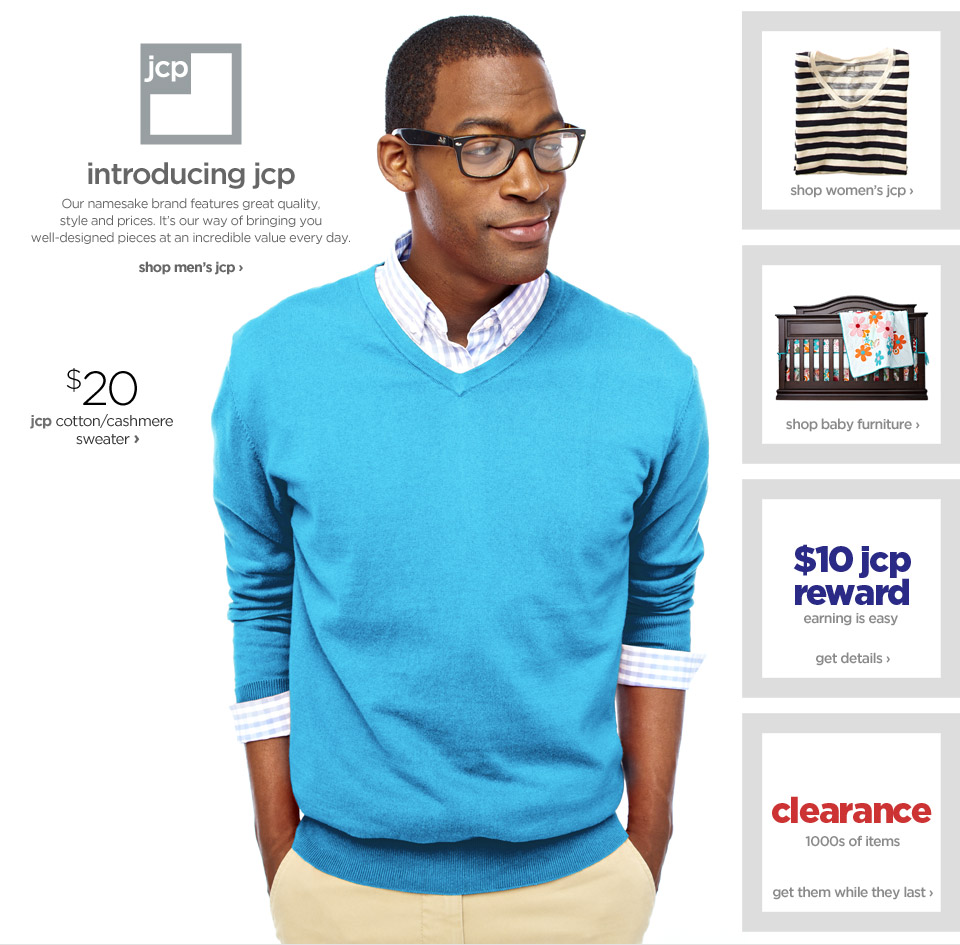 jcp
introducing jcp
Our namesake brand features great quality,
style and prices. It's our way of bringing you
well-designed pieces at an incredible value every day.
shop men's jcp ›
$20
jcp cotton/cashmere
sweater ›
shop women's jcp ›
shop baby furniture ›
$10 jcp
reward
earning is easy
get details ›
clearance
1000s of items
get them while they last ›